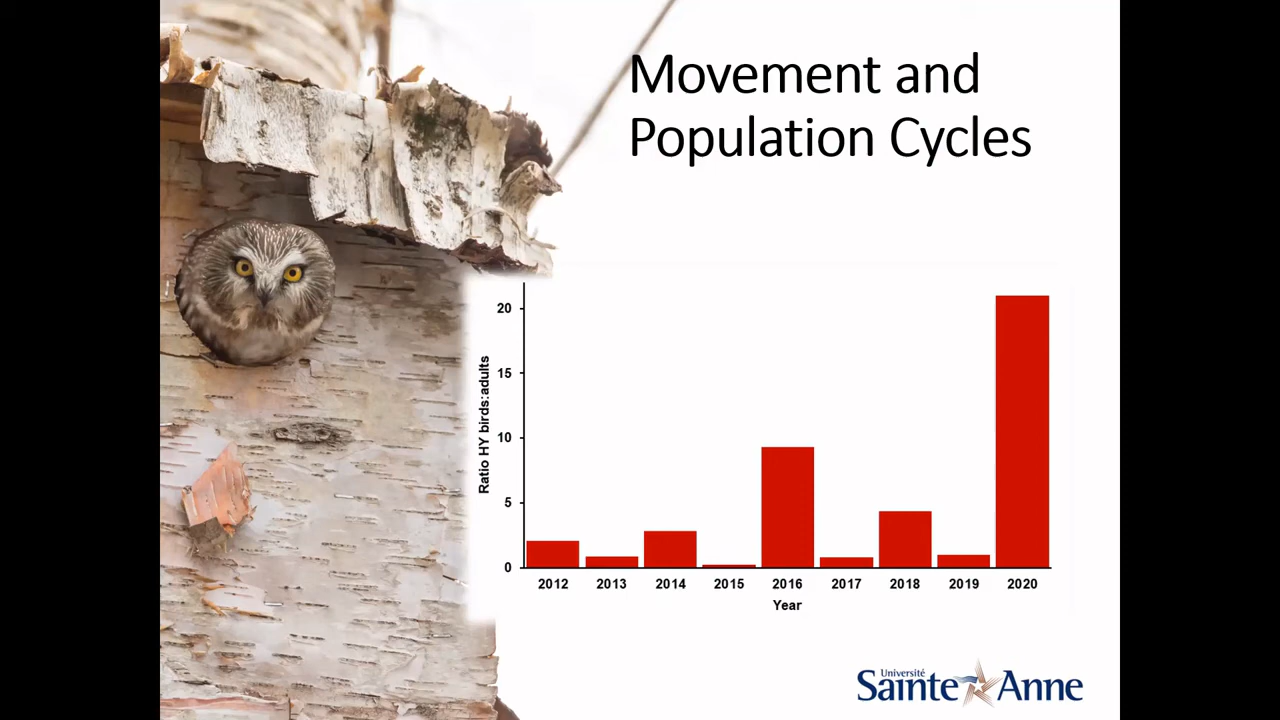 Movement and
Population Cycles
Ratio HY birds:adults
20
15
10
5
0
2012 2013 2014 2015 2016 2017 2018 2019 2020
Year
Université
Sainte Anne